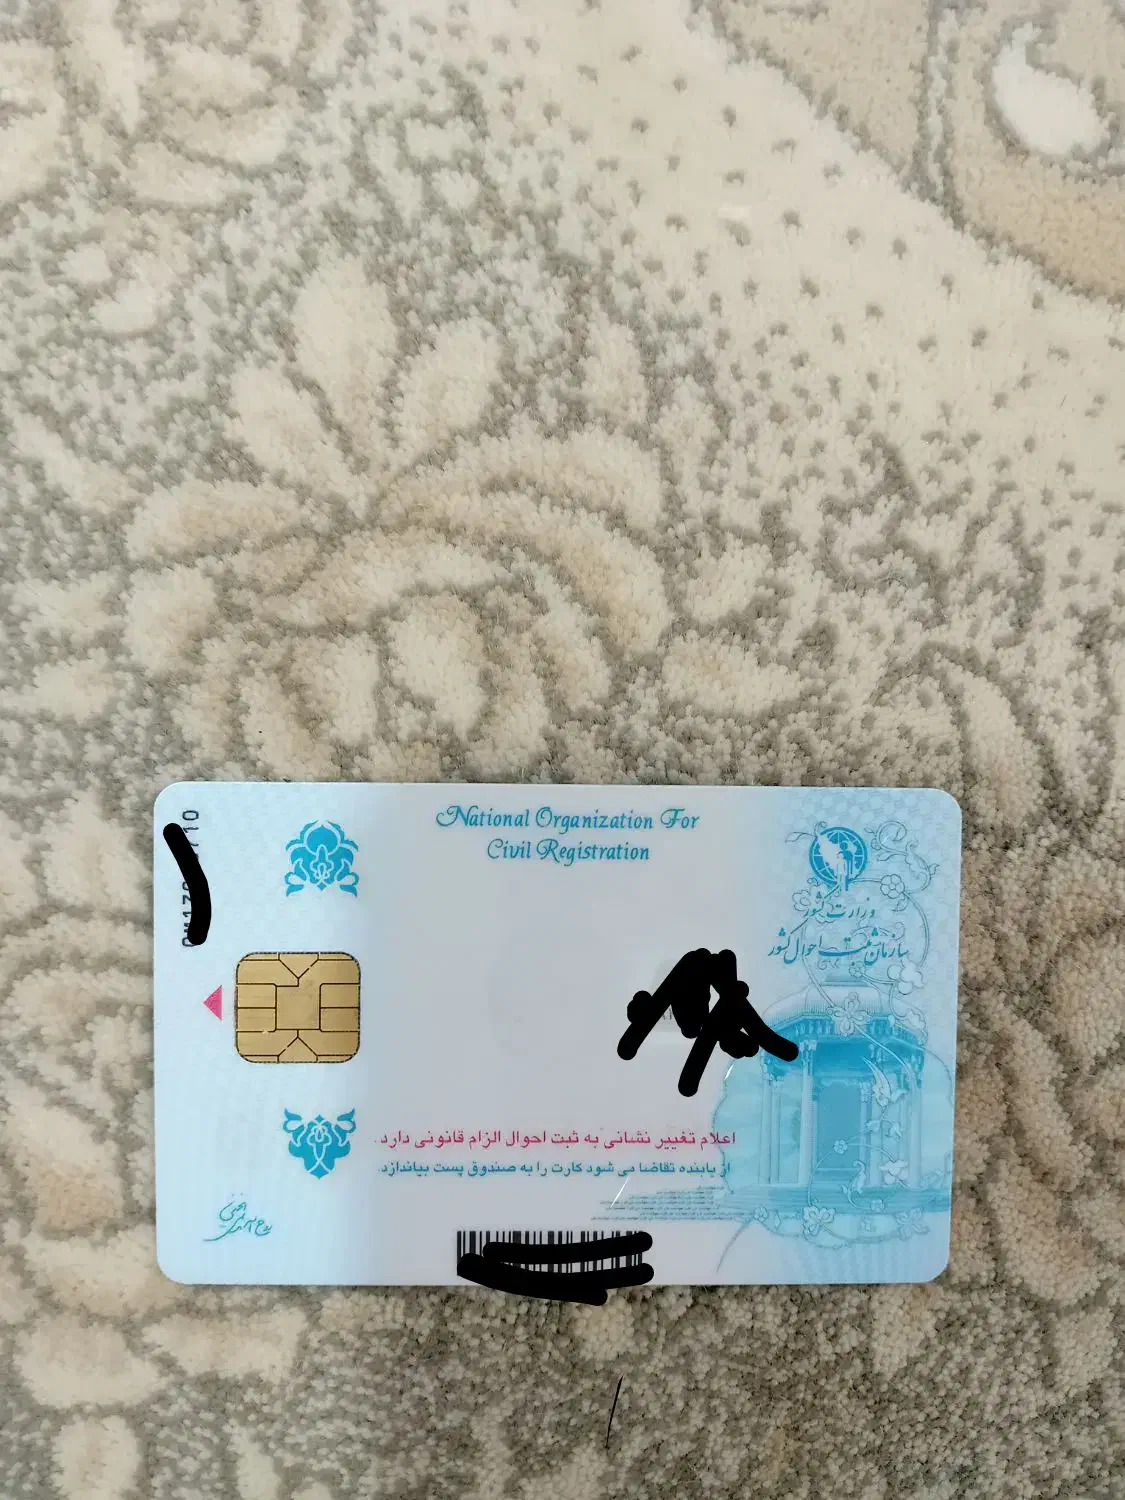 National Organization For
Civil Registration
وزارت کشور
سازمان ثبت احوال کشور
اعلام تغییر نشانی به ثبت احوال الزام قانونی دارد.
از یابنده تقاضا می شود کارت را به صندوق پست بیاندازد.